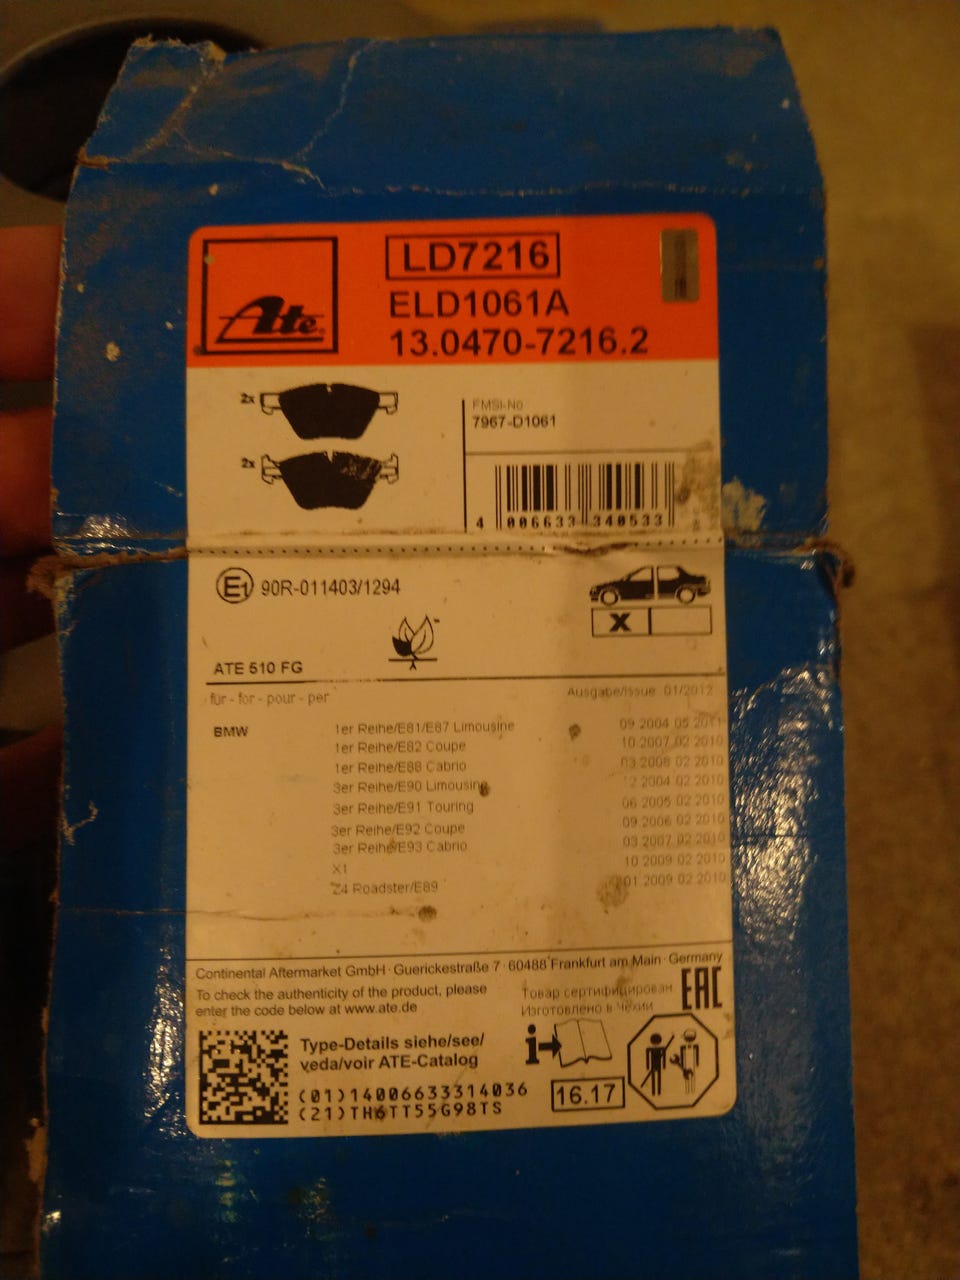 Ate
LD7216
ELD1061A
13.0470-7216.2
2x
2x
FMSI-No
7967-D1061
4 006633 340533
E1 90R-011403/1294
X
ATE 510 FG
für - for - pour - per
Ausgabe/Issue 01/2012
BMW
1er Reihe/E81/E87 Limousine 09.2004 05.2011
1er Reihe/E82 Coupe 10.2007 02.2010
1er Reihe/E88 Cabrio 03.2008 02.2010
3er Reihe/E90 Limousine 12.2004 02.2010
3er Reihe/E91 Touring 06.2005 02.2010
3er Reihe/E92 Coupe 09.2006 02.2010
3er Reihe/E93 Cabrio 03.2007 02.2010
X1 10.2009 02.2010
Z4 Roadster/E89 01.2009 02.2010
Continental Aftermarket GmbH · Guerickestraße 7 · 60488 Frankfurt am Main · Germany
To check the authenticity of the product, please
enter the code below at www.ate.de
Товар сертифицирован
Изготовлено в Чехии
EAC
Type-Details siehe/see/
veda/voir ATE-Catalog
i
(01)14006633314036
(21)TH6TT55G98TS
16.17